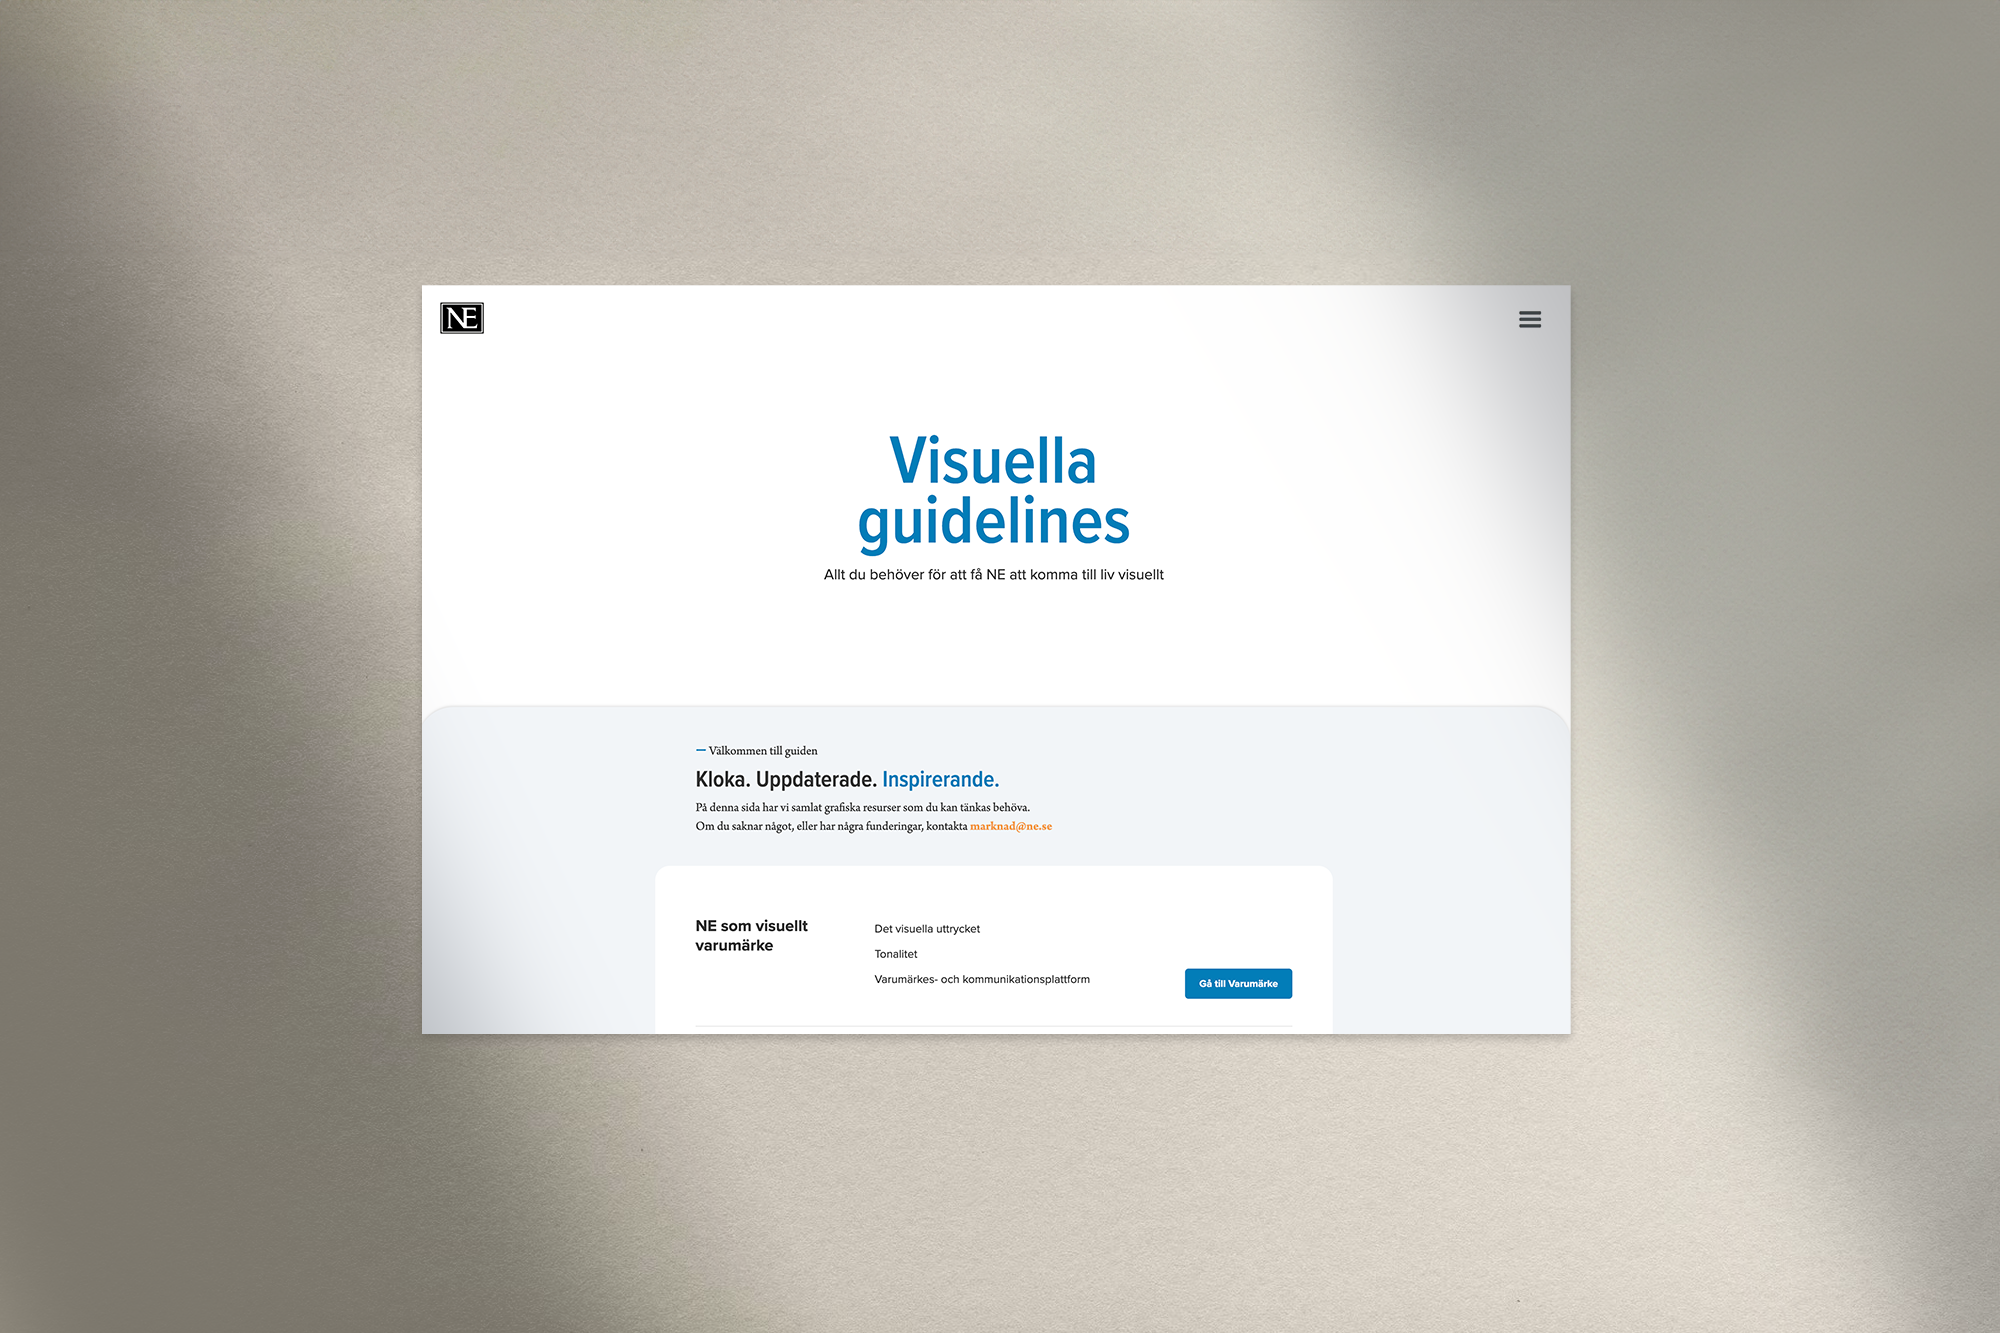 NE
Visuella
guidelines
Allt du behöver för att få NE att komma till liv visuellt
— Välkommen till guiden
Kloka. Uppdaterade. Inspirerande.
På denna sida har vi samlat grafiska resurser som du kan tänkas behöva.
Om du saknar något, eller har några funderingar, kontakta marknad@ne.se
NE som visuellt
varumärke
Det visuella uttrycket
Tonalitet
Varumärkes- och kommunikationsplattform
Gå till Varumärke